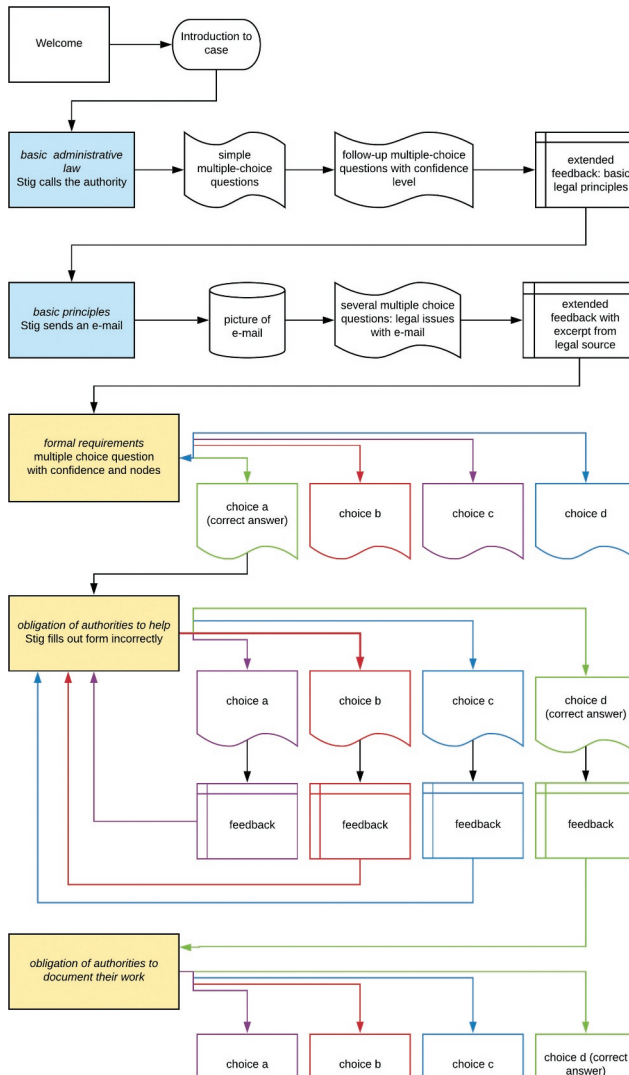 Welcome
Introduction to
case
basic administrative
law
Stig calls the authority
simple
multiple-choice
questions
follow-up multiple-choice
questions with confidence
level
extended
feedback: basic
legal principles
basic principles
Stig sends an e-mail
picture of
e-mail
several multiple choice
questions: legal issues
with e-mail
extended
feedback with
excerpt from
legal source
formal requirements
multiple choice question
with confidence and nodes
choice a
(correct answer)
choice b
choice c
choice d
obligation of authorities to help
Stig fills out form incorrectly
choice a
choice b
choice c
choice d
(correct answer)
feedback
feedback
feedback
feedback
obligation of authorities to
document their work
choice a
choice b
choice c
choice d (correct
answer)